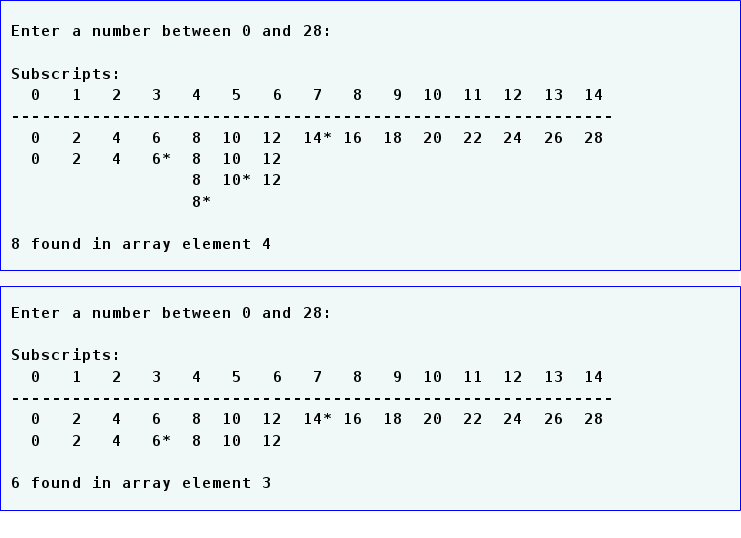 Enter a number between 0 and 28:
Subscripts:
0 1 2 3 4 5 6 7 8 9 10 11 12 13 14
------------------------------------------------------------
0 2 4 6 8 10 12 14* 16 18 20 22 24 26 28
0 2 4 6* 8 10 12
8 10* 12
8*
8 found in array element 4
Enter a number between 0 and 28:
Subscripts:
0 1 2 3 4 5 6 7 8 9 10 11 12 13 14
------------------------------------------------------------
0 2 4 6 8 10 12 14* 16 18 20 22 24 26 28
0 2 4 6* 8 10 12
6 found in array element 3